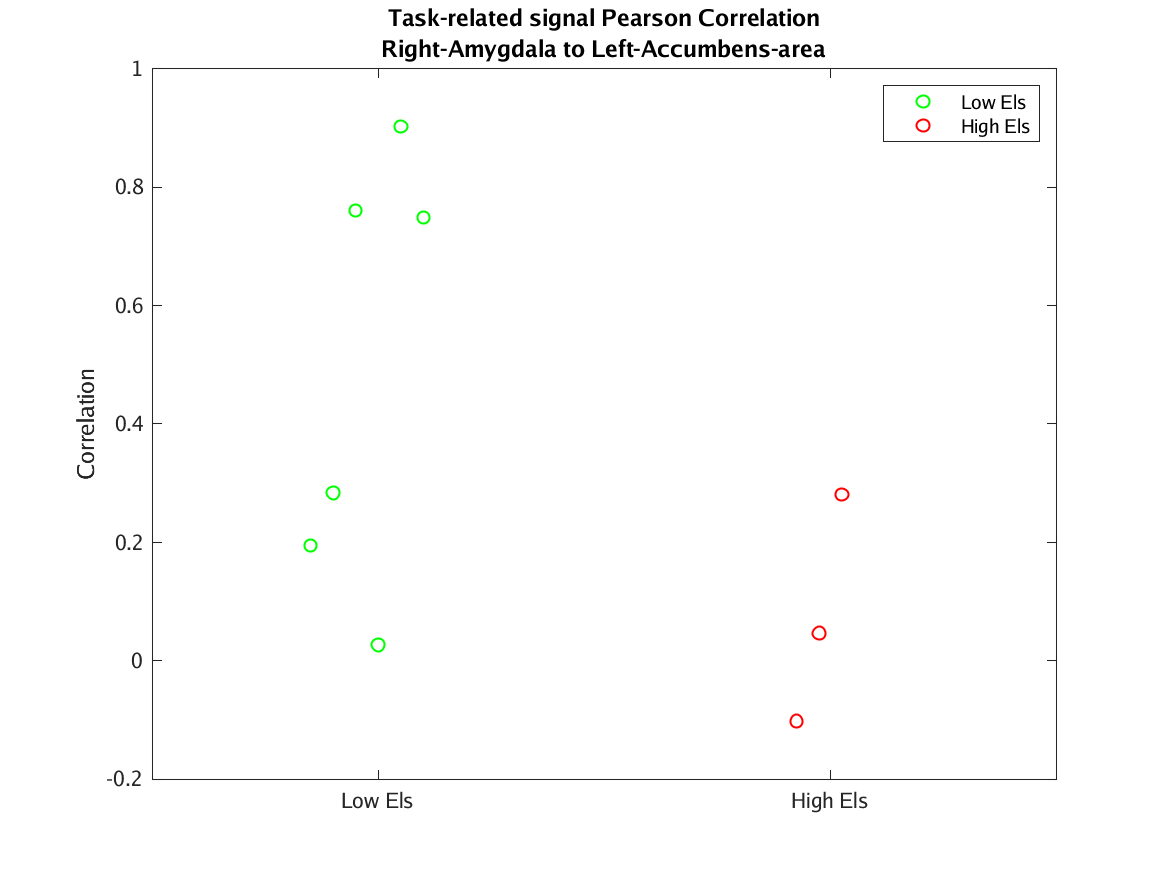 Task-related signal Pearson Correlation
Right-Amygdala to Left-Accumbens-area
1
0.8
0.6
0.4
0.2
0
-0.2
Correlation
Low Els
High Els
Low Els
High Els